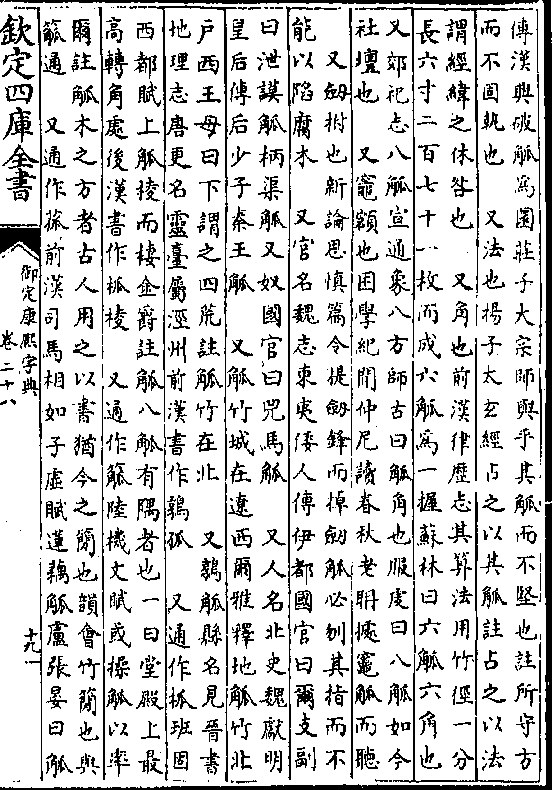 傳漢興破觚為圜莊子大宗師與乎其觚而不堅也註所守方
而不固執也　又法也楊子太玄經占之以其觚註占之以法
謂經緯之休咎也　又角也前漢律歷志其算法用竹徑一分
長六寸二百七十一枚而成六觚為一握蘇林曰六觚六角也
又郊祀志八觚宣通象八方師古曰觚角也服虔曰八觚如今
社壇也　又竈額也困學紀聞仲尼讀春秋老聃據竈觚而聽
又劒柎也新論思慎篇令提劒鋒而掉劒觚必刎其指而不
能以陷腐木　又官名魏志東夷倭人傳伊都國官曰爾支副
曰泄謨觚柄渠觚又奴國官曰兕馬觚　又人名北史魏獻明
皇后傳后少子秦王觚　又觚竹城在遼西爾雅釋地觚竹北
户西王母日下謂之四荒註觚竹在北　又鶉觚縣名見晉書
地理志唐更名靈臺屬涇州前漢書作鶉孤　又通作柧班固
西都賦上觚稜而棲金爵註觚八觚有隅者也一曰堂殿上最
高轉角處後漢書作柧稜　又通作觚陸機文賦或操觚以率
爾註觚木之方者古人用之以書猶今之簡也韻會竹簡也與
觚通　又通作菰前漢司馬相如子虛賦蓮藕觚盧張晏曰觚
欽定四庫全書
御定康熙字典
卷二十八
十九